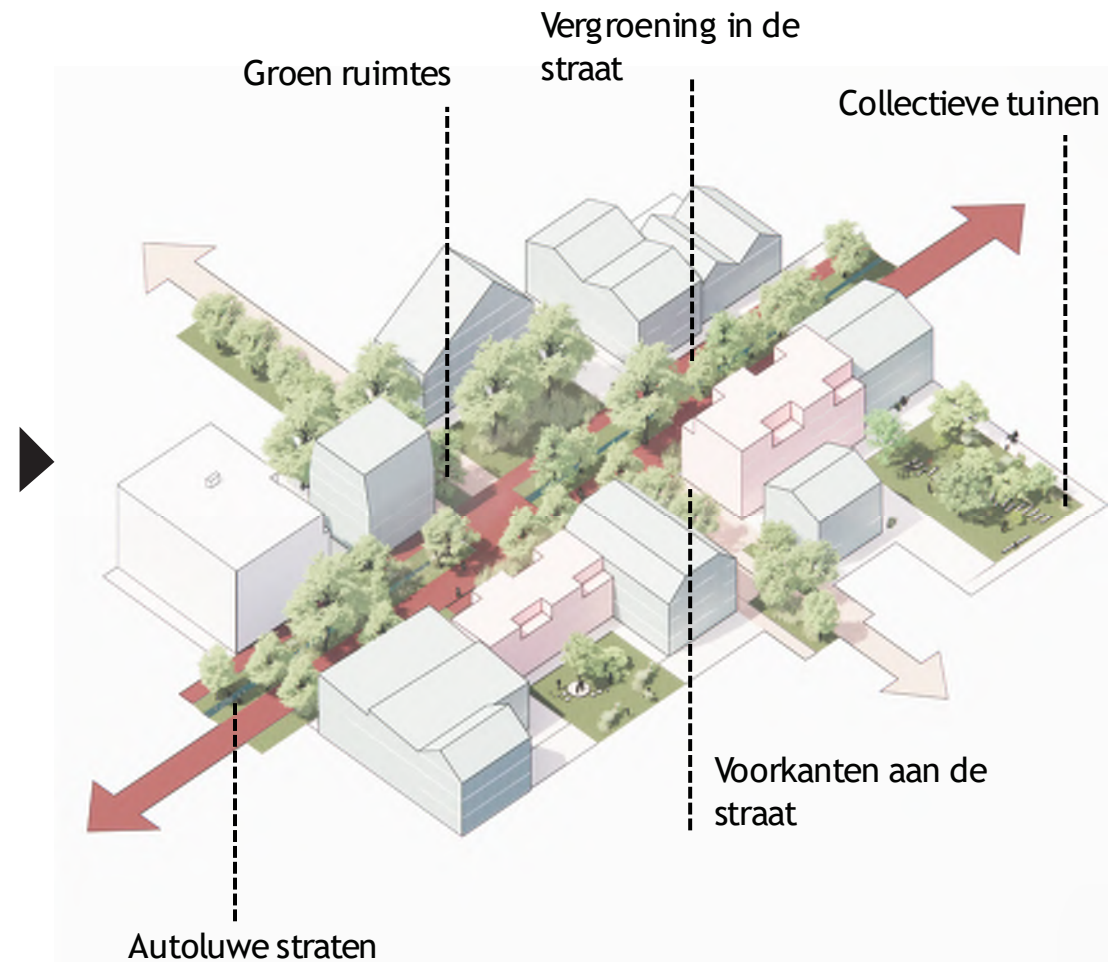 Vergroening in de
straat
Groen ruimtes
Collectieve tuinen
Voorkanten aan de
straat
Autoluwe straten